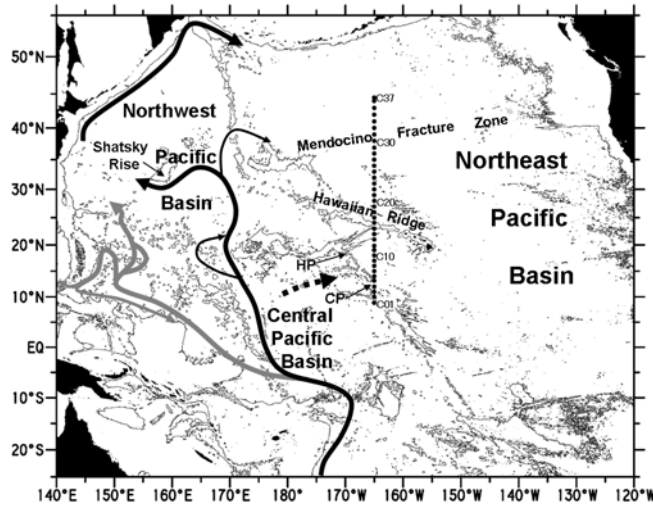 50°N
40°N
30°N
20°N
10°N
EQ
10°S
20°S
Northwest
Pacific
Basin
Shatsky
Rise
Mendocino Fracture Zone
Hawaiian Ridge
Northeast
Pacific
Basin
C37
C30
C20
C10
C01
HP
CP
Central
Pacific
Basin
140°E 150°E 160°E 170°E 180° 170°W 160°W 150°W 140°W 130°W 120°W